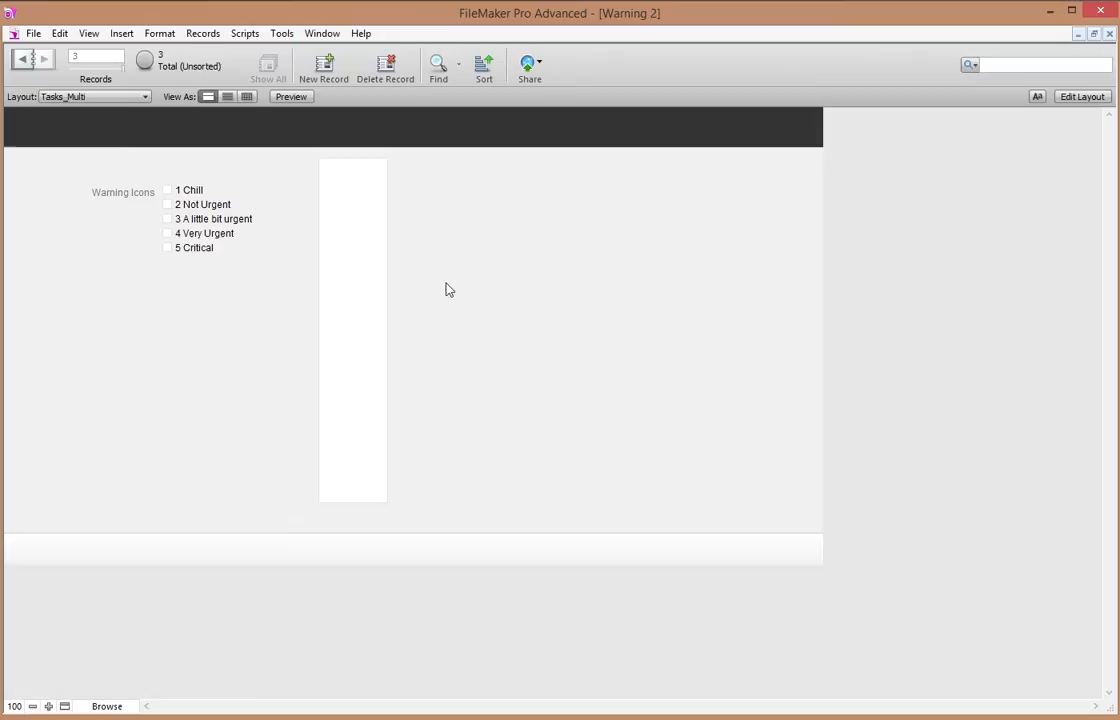 FileMaker Pro Advanced - [Warning 2]
File Edit View Insert Format Records Scripts Tools Window Help
3
3
Total (Unsorted)
Records
Show All
New Record
Delete Record
Find
Sort
Share
Layout: Tasks_Multi
View As:
Preview
Aa
Edit Layout
Warning Icons
1 Chill
2 Not Urgent
3 A little bit urgent
4 Very Urgent
5 Critical
100
Browse